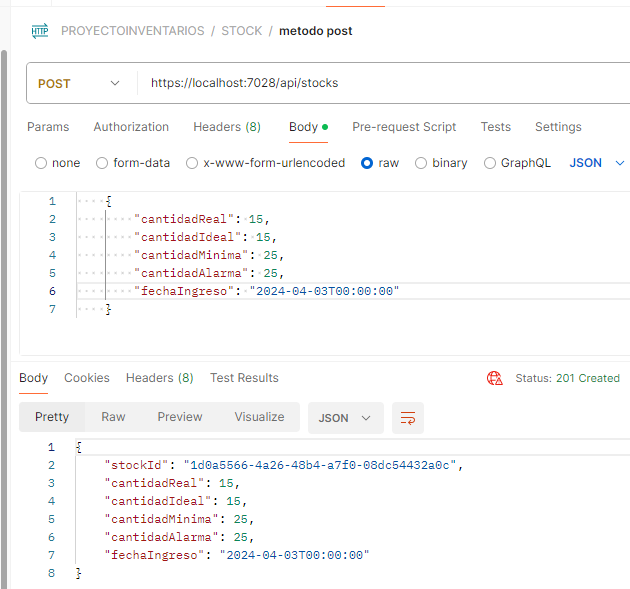 HTTP PROYECTOINVENTARIOS / STOCK / metodo post
POST https://localhost:7028/api/stocks
Params Authorization Headers (8) Body Pre-request Script Tests Settings
none form-data x-www-form-urlencoded raw binary GraphQL JSON
1 {
2 "cantidadReal": 15,
3 "cantidadIdeal": 15,
4 "cantidadMinima": 25,
5 "cantidadAlarma": 25,
6 "fechaIngreso": "2024-04-03T00:00:00"
7 }
Body Cookies Headers (8) Test Results Status: 201 Created
Pretty Raw Preview Visualize JSON
1 {
2 "stockId": "1d0a5566-4a26-48b4-a7f0-08dc54432a0c",
3 "cantidadReal": 15,
4 "cantidadIdeal": 15,
5 "cantidadMinima": 25,
6 "cantidadAlarma": 25,
7 "fechaIngreso": "2024-04-03T00:00:00"
8 }